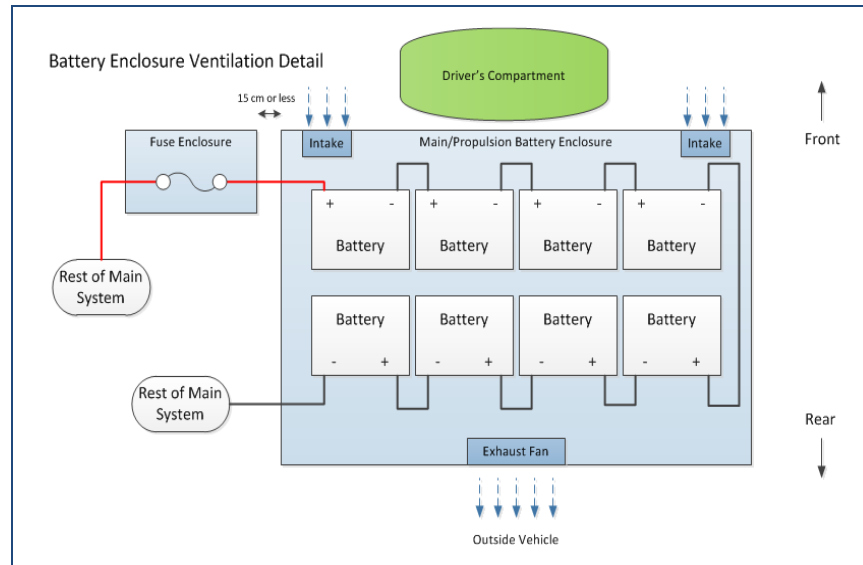 Battery Enclosure Ventilation Detail
Driver's Compartment
15 cm or less
Fuse Enclosure
Intake
Main/Propulsion Battery Enclosure
Intake
Front
+ - + - + - + -
Battery
Battery
Battery
Battery
Rest of Main
System
Battery
Battery
Battery
Battery
- + - + - + - +
Rest of Main
System
Rear
Exhaust Fan
Outside Vehicle